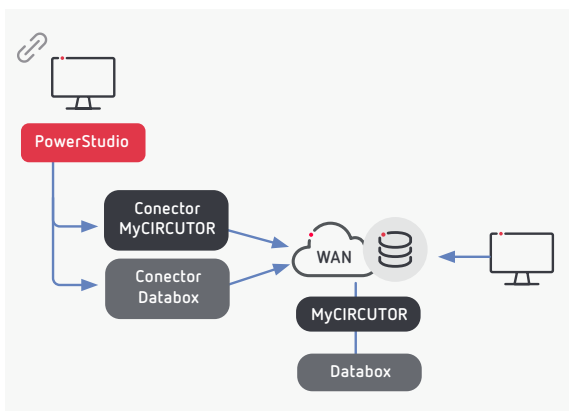 PowerStudio
Conector
MyCIRCUTOR
Conector
Databox
WAN
MyCIRCUTOR
Databox